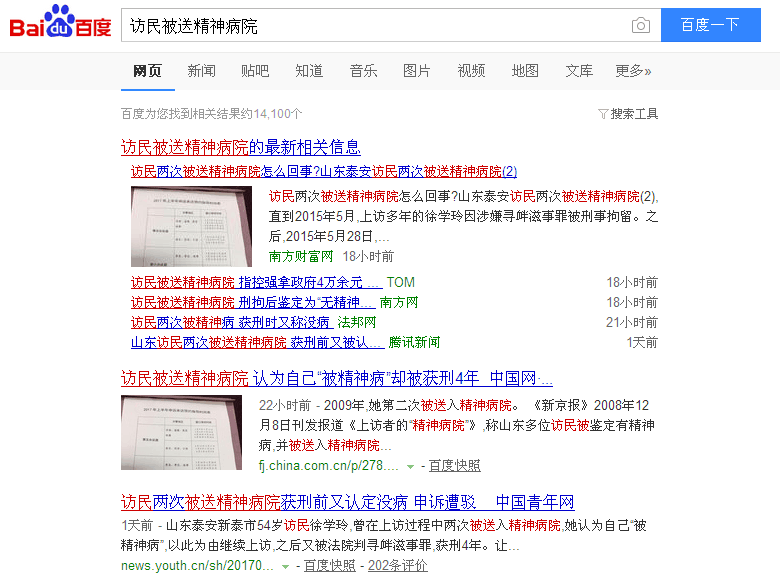 Bai du 百度
访民被送精神病院
百度一下
网页 新闻 贴吧 知道 音乐 图片 视频 地图 文库 更多»
百度为您找到相关结果约14,100个
搜索工具
访民被送精神病院的最新相关信息
访民两次被送精神病院怎么回事?山东泰安访民两次被送精神病院(2)
访民两次被送精神病院怎么回事?山东泰安访民两次被送精神病院(2),
直到2015年5月,上访多年的徐学玲因涉嫌寻衅滋事罪被刑事拘留。之
后,2015年5月28日,...
南方财富网 18小时前
访民被送精神病院 指控强拿政府4万余元 ... TOM 18小时前
访民被送精神病院 刑拘后鉴定为“无精神... 南方网 18小时前
访民两次被精神病 获刑时又称没病 法邦网 21小时前
山东访民两次被送精神病院 获刑前又被认... 腾讯新闻 1天前
访民被送精神病院 认为自己“被精神病”却被获刑4年_中国网·...
22小时前 - 2009年,她第二次被送入精神病院。 《新京报》2008年12
月8日刊发报道《上访者的“精神病院”》,称山东多位访民被鉴定有精神
病,并被送入精神病院...
fj.china.com.cn/p/278.... - 百度快照
访民两次被送精神病院获刑前又认定没病 申诉遭驳__中国青年网
1天前 - 山东泰安新泰市54岁访民徐学玲,曾在上访过程中两次被送入精神病院,她认为自己“被
精神病”,以此为由继续上访,之后又被法院判寻衅滋事罪,获刑4年。让...
news.youth.cn/sh/20170... - 百度快照 - 202条评价